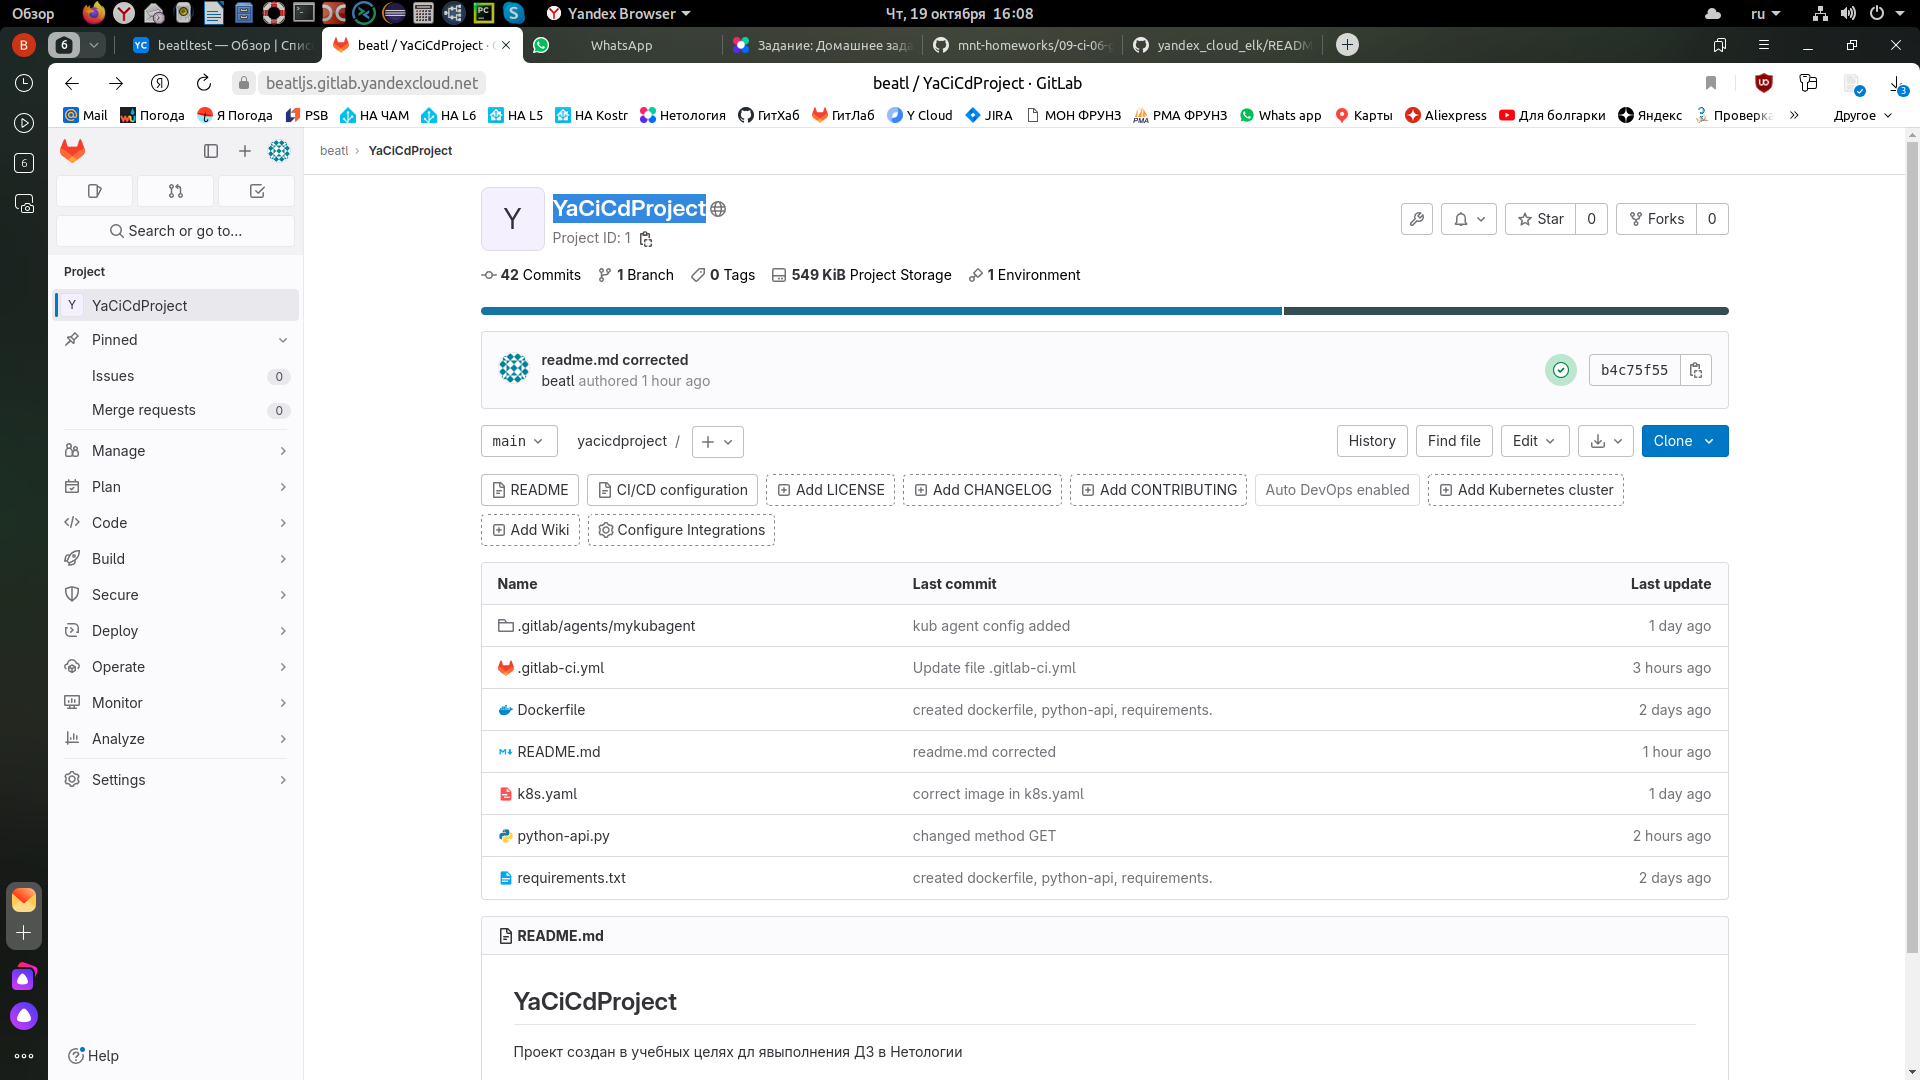 Обзор
Yandex Browser
Чт, 19 октября 16:08
ru
B
6
beatltest — Обзор | Спис
beatl / YaCiCdProject ·
WhatsApp
Задание: Домашнее зада
mnt-homeworks/09-ci-06-
yandex_cloud_elk/READM
beatljs.gitlab.yandexcloud.net
beatl / YaCiCdProject · GitLab
3
Mail
Погода
Я Погода
PSB
НА ЧАМ
НА L6
НА L5
НА Kostr
Нетология
ГитХаб
ГитЛаб
Y Cloud
JIRA
МОН ФРУНЗ
РМА ФРУНЗ
Whats app
Карты
Aliexpress
Для болгарки
Яндекс
Проверка
»
Другое
6
beatl › YaCiCdProject
Search or go to...
Project
Y YaCiCdProject
Pinned
Issues 0
Merge requests 0
Manage
Plan
Code
Build
Secure
Deploy
Operate
Monitor
Analyze
Settings
Help
Y
YaCiCdProject
Project ID: 1
Star 0
Forks 0
42 Commits 1 Branch 0 Tags 549 KiB Project Storage 1 Environment
readme.md corrected
beatl authored 1 hour ago
b4c75f55
main yacicdproject / +
History Find file Edit Clone
README CI/CD configuration Add LICENSE Add CHANGELOG Add CONTRIBUTING Auto DevOps enabled Add Kubernetes cluster
Add Wiki Configure Integrations
Name Last commit Last update
.gitlab/agents/mykubagent kub agent config added 1 day ago
.gitlab-ci.yml Update file .gitlab-ci.yml 3 hours ago
Dockerfile created dockerfile, python-api, requirements. 2 days ago
README.md readme.md corrected 1 hour ago
k8s.yaml correct image in k8s.yaml 1 day ago
python-api.py changed method GET 2 hours ago
requirements.txt created dockerfile, python-api, requirements. 2 days ago
README.md
YaCiCdProject
Проект создан в учебных целях дл явыполнения ДЗ в Нетологии